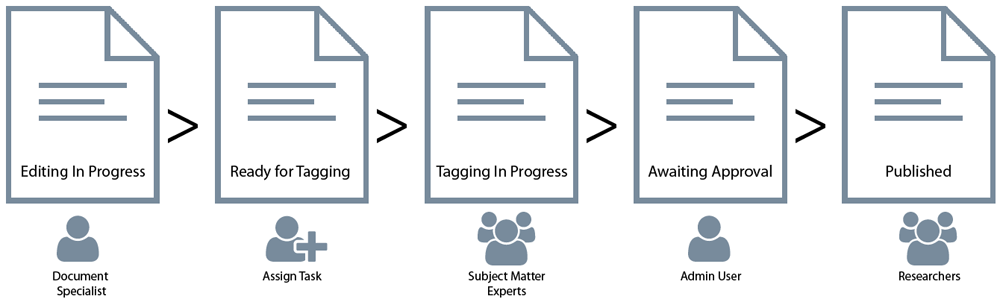 Editing In Progress
>
Ready for Tagging
>
Tagging In Progress
>
Awaiting Approval
>
Published
Document
Specialist
Assign Task
Subject Matter
Experts
Admin User
Researchers